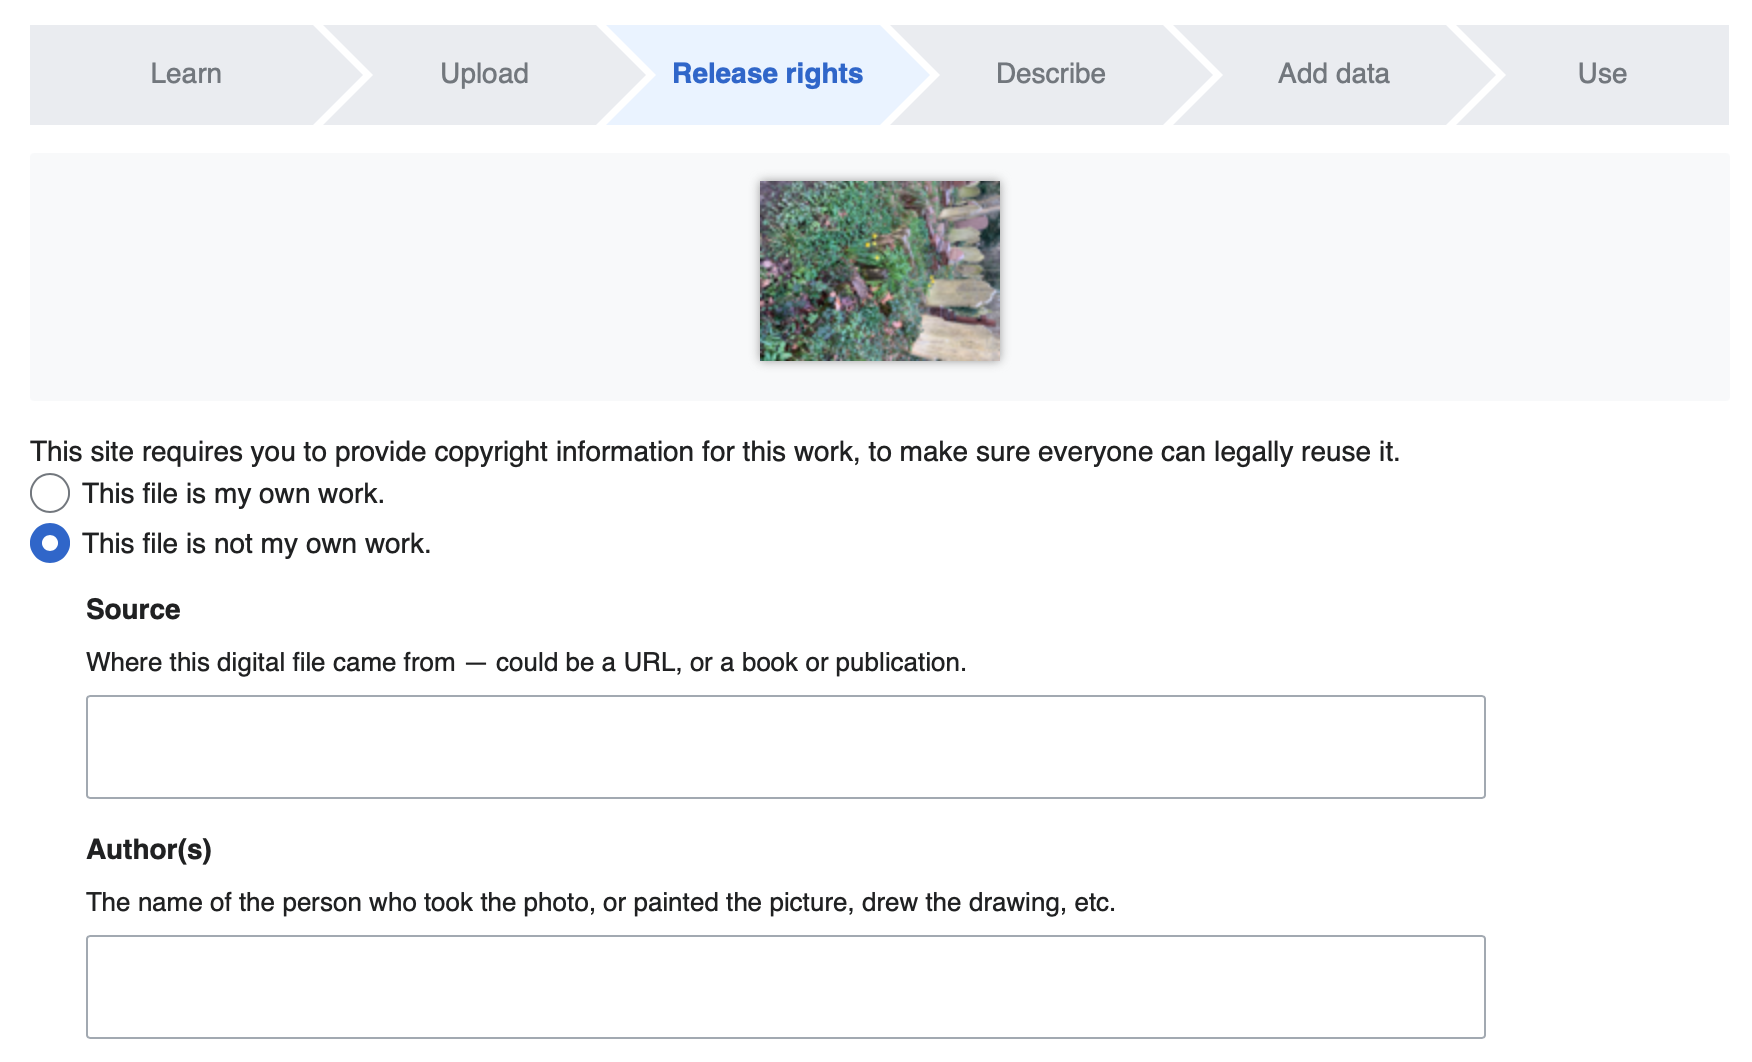 Learn
Upload
Release rights
Describe
Add data
Use
This site requires you to provide copyright information for this work, to make sure everyone can legally reuse it.
This file is my own work.
This file is not my own work.
Source
Where this digital file came from — could be a URL, or a book or publication.
Author(s)
The name of the person who took the photo, or painted the picture, drew the drawing, etc.